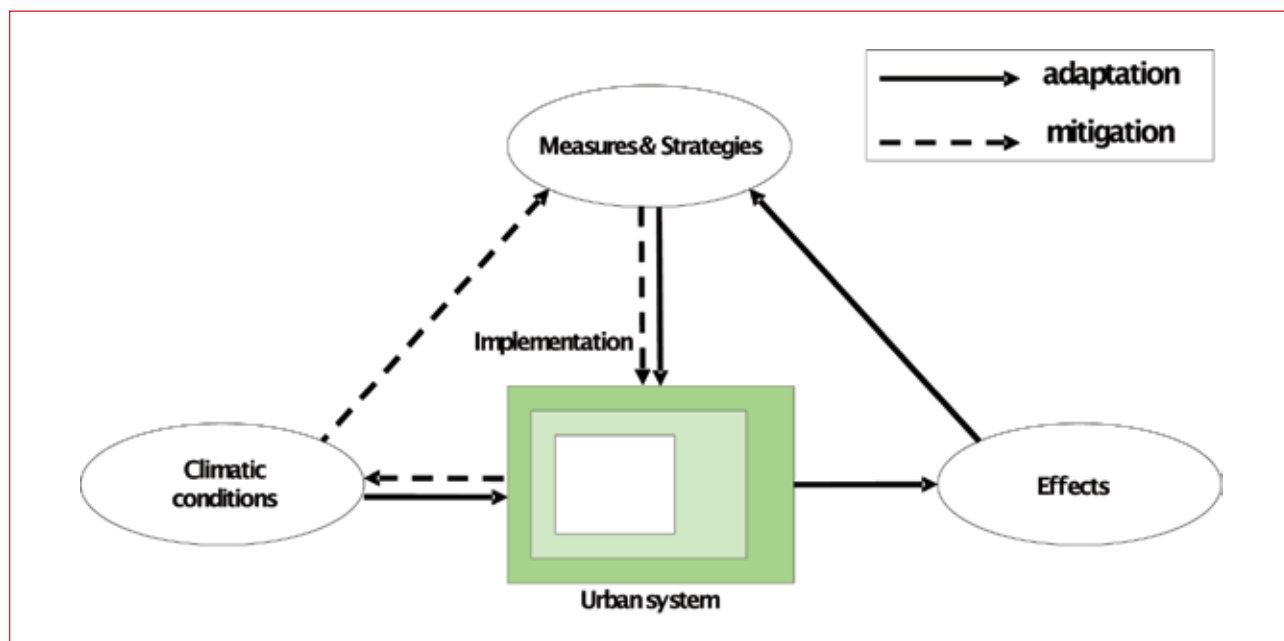 adaptation
mitigation
Measures & Strategies
Implementation
Climatic
conditions
Effects
Urban system